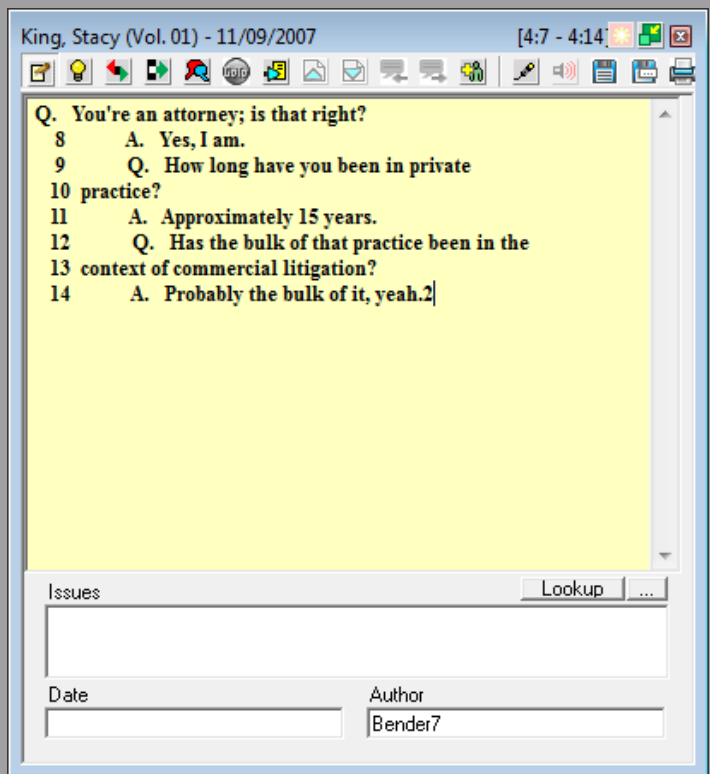 King, Stacy (Vol. 01) - 11/09/2007 [4:7 - 4:14]
VOID
Q. You're an attorney; is that right?
8 A. Yes, I am.
9 Q. How long have you been in private
10 practice?
11 A. Approximately 15 years.
12 Q. Has the bulk of that practice been in the
13 context of commercial litigation?
14 A. Probably the bulk of it, yeah.2
Issues Lookup ...
Date Author
Bender7